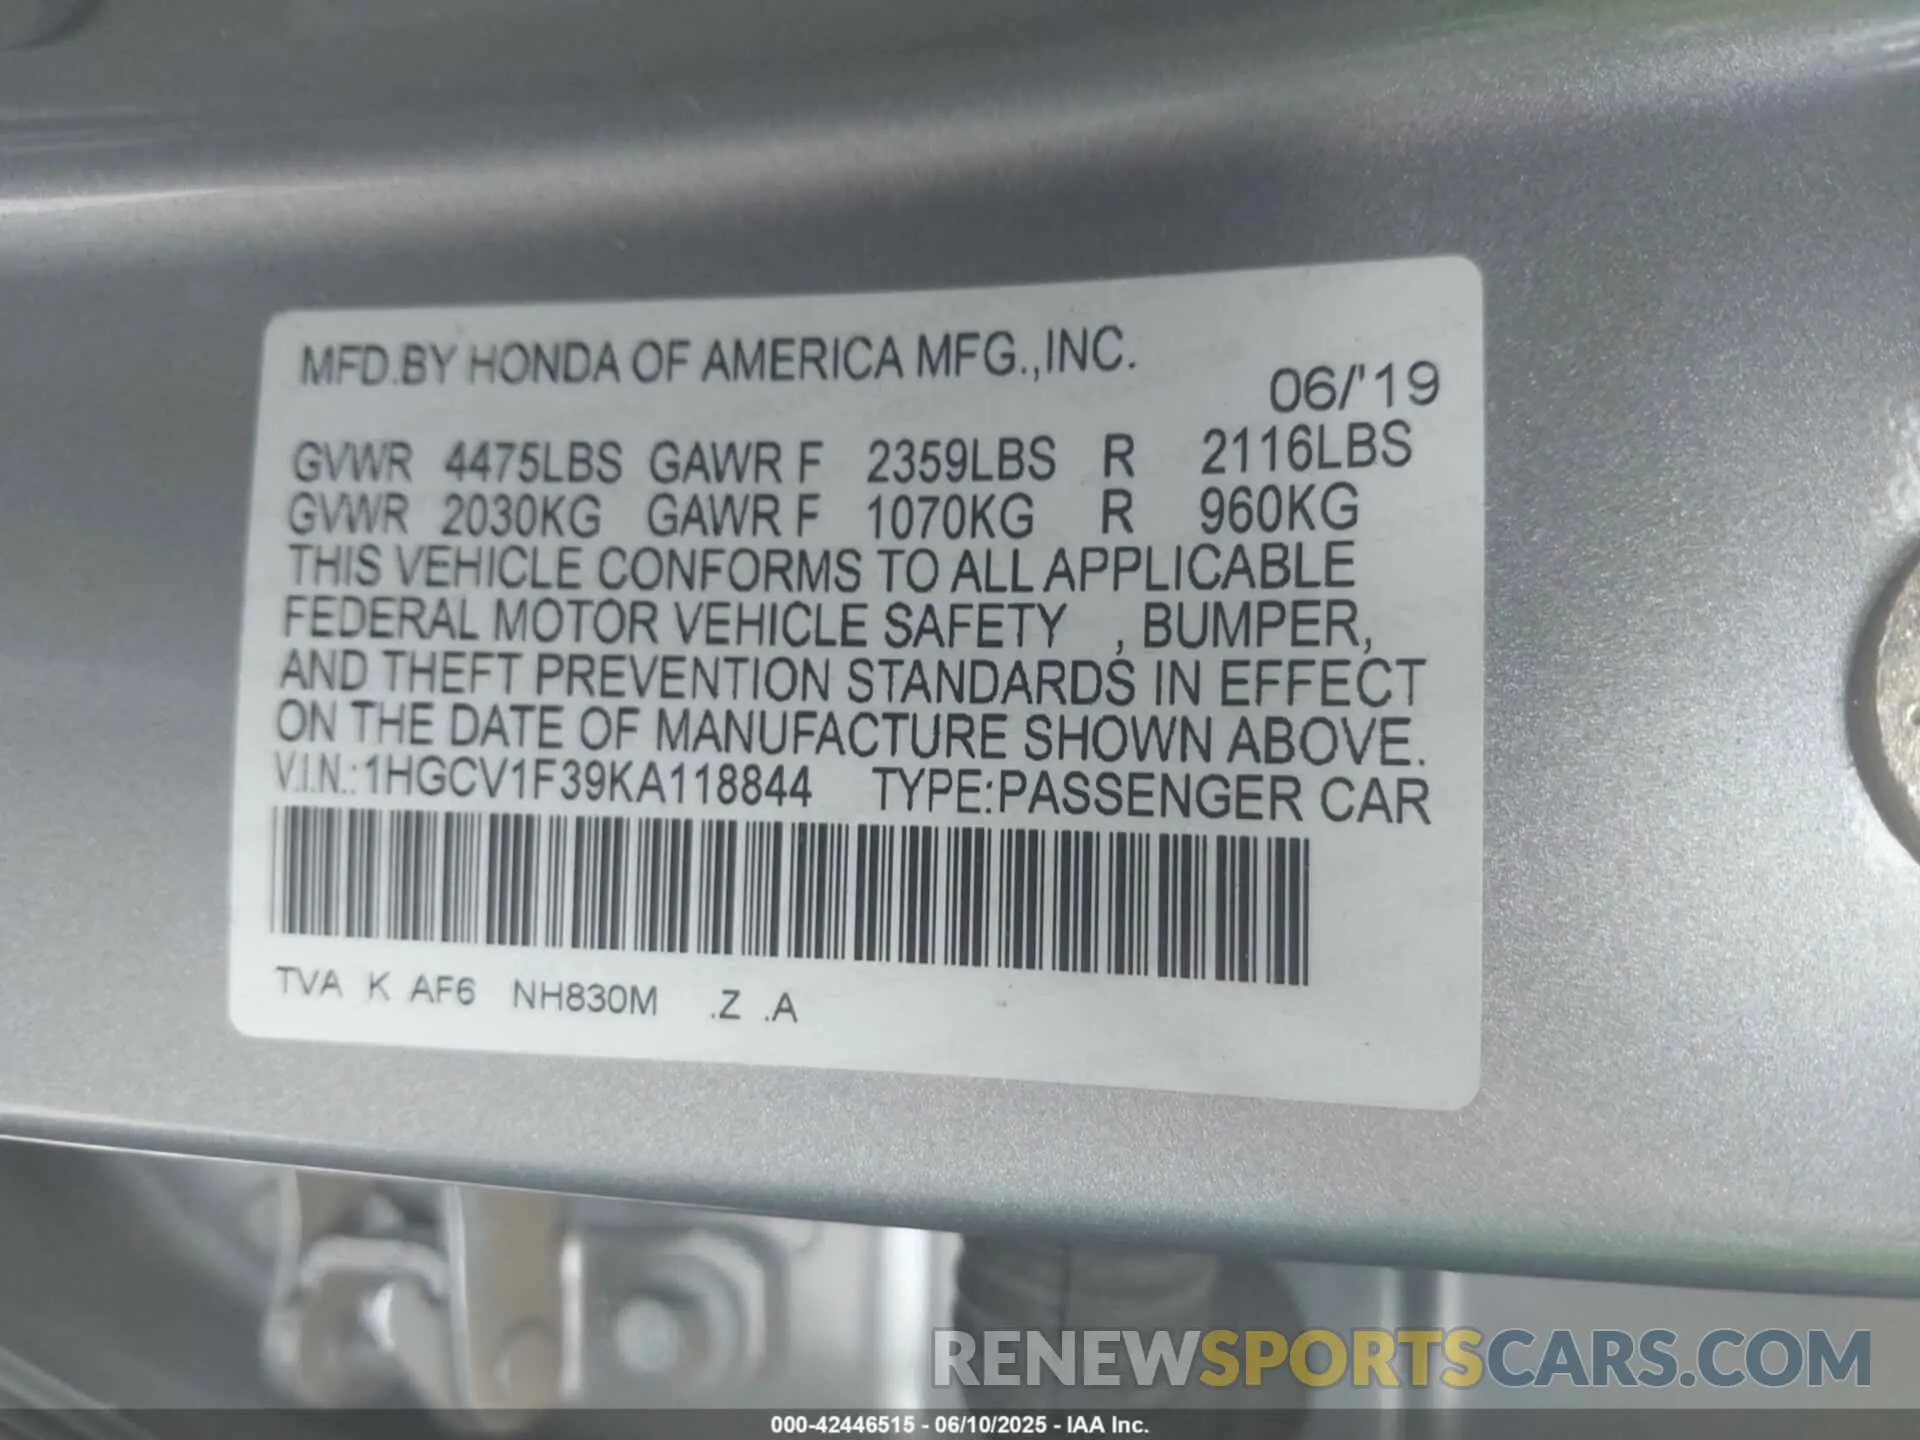 MFD.BY HONDA OF AMERICA MFG.,INC.
06/'19
GVWR 4475LBS GAWR F 2359LBS R 2116LBS
GVWR 2030KG GAWR F 1070KG R 960KG
THIS VEHICLE CONFORMS TO ALL APPLICABLE
FEDERAL MOTOR VEHICLE SAFETY , BUMPER,
AND THEFT PREVENTION STANDARDS IN EFFECT
ON THE DATE OF MANUFACTURE SHOWN ABOVE.
V.I.N.:1HGCV1F39KA118844 TYPE:PASSENGER CAR
TVA K AF6 NH830M .Z .A
RENEWSPORTSCARS.COM
000-42446515 - 06/10/2025 - IAA Inc.